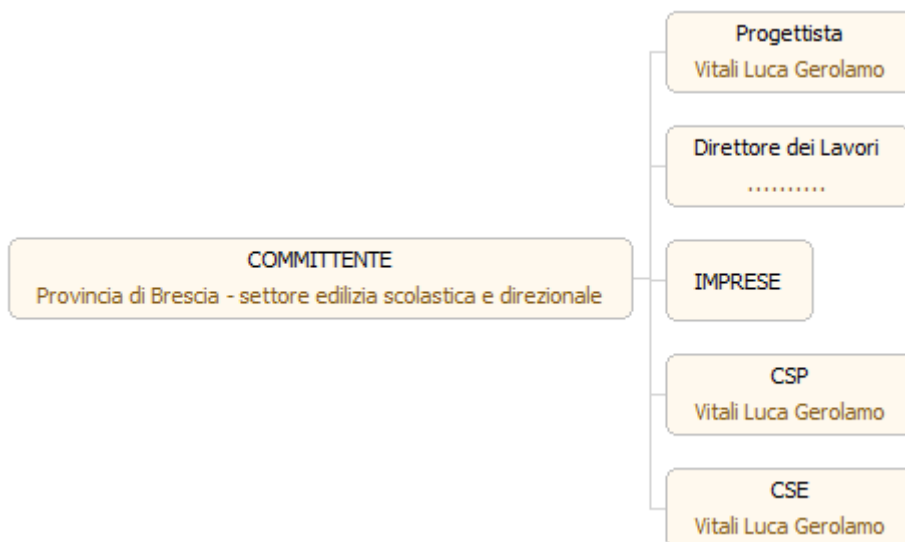 Progettista
Vitali Luca Gerolamo
Direttore dei Lavori
..........
COMMITTENTE
Provincia di Brescia - settore edilizia scolastica e direzionale
IMPRESE
CSP
Vitali Luca Gerolamo
CSE
Vitali Luca Gerolamo